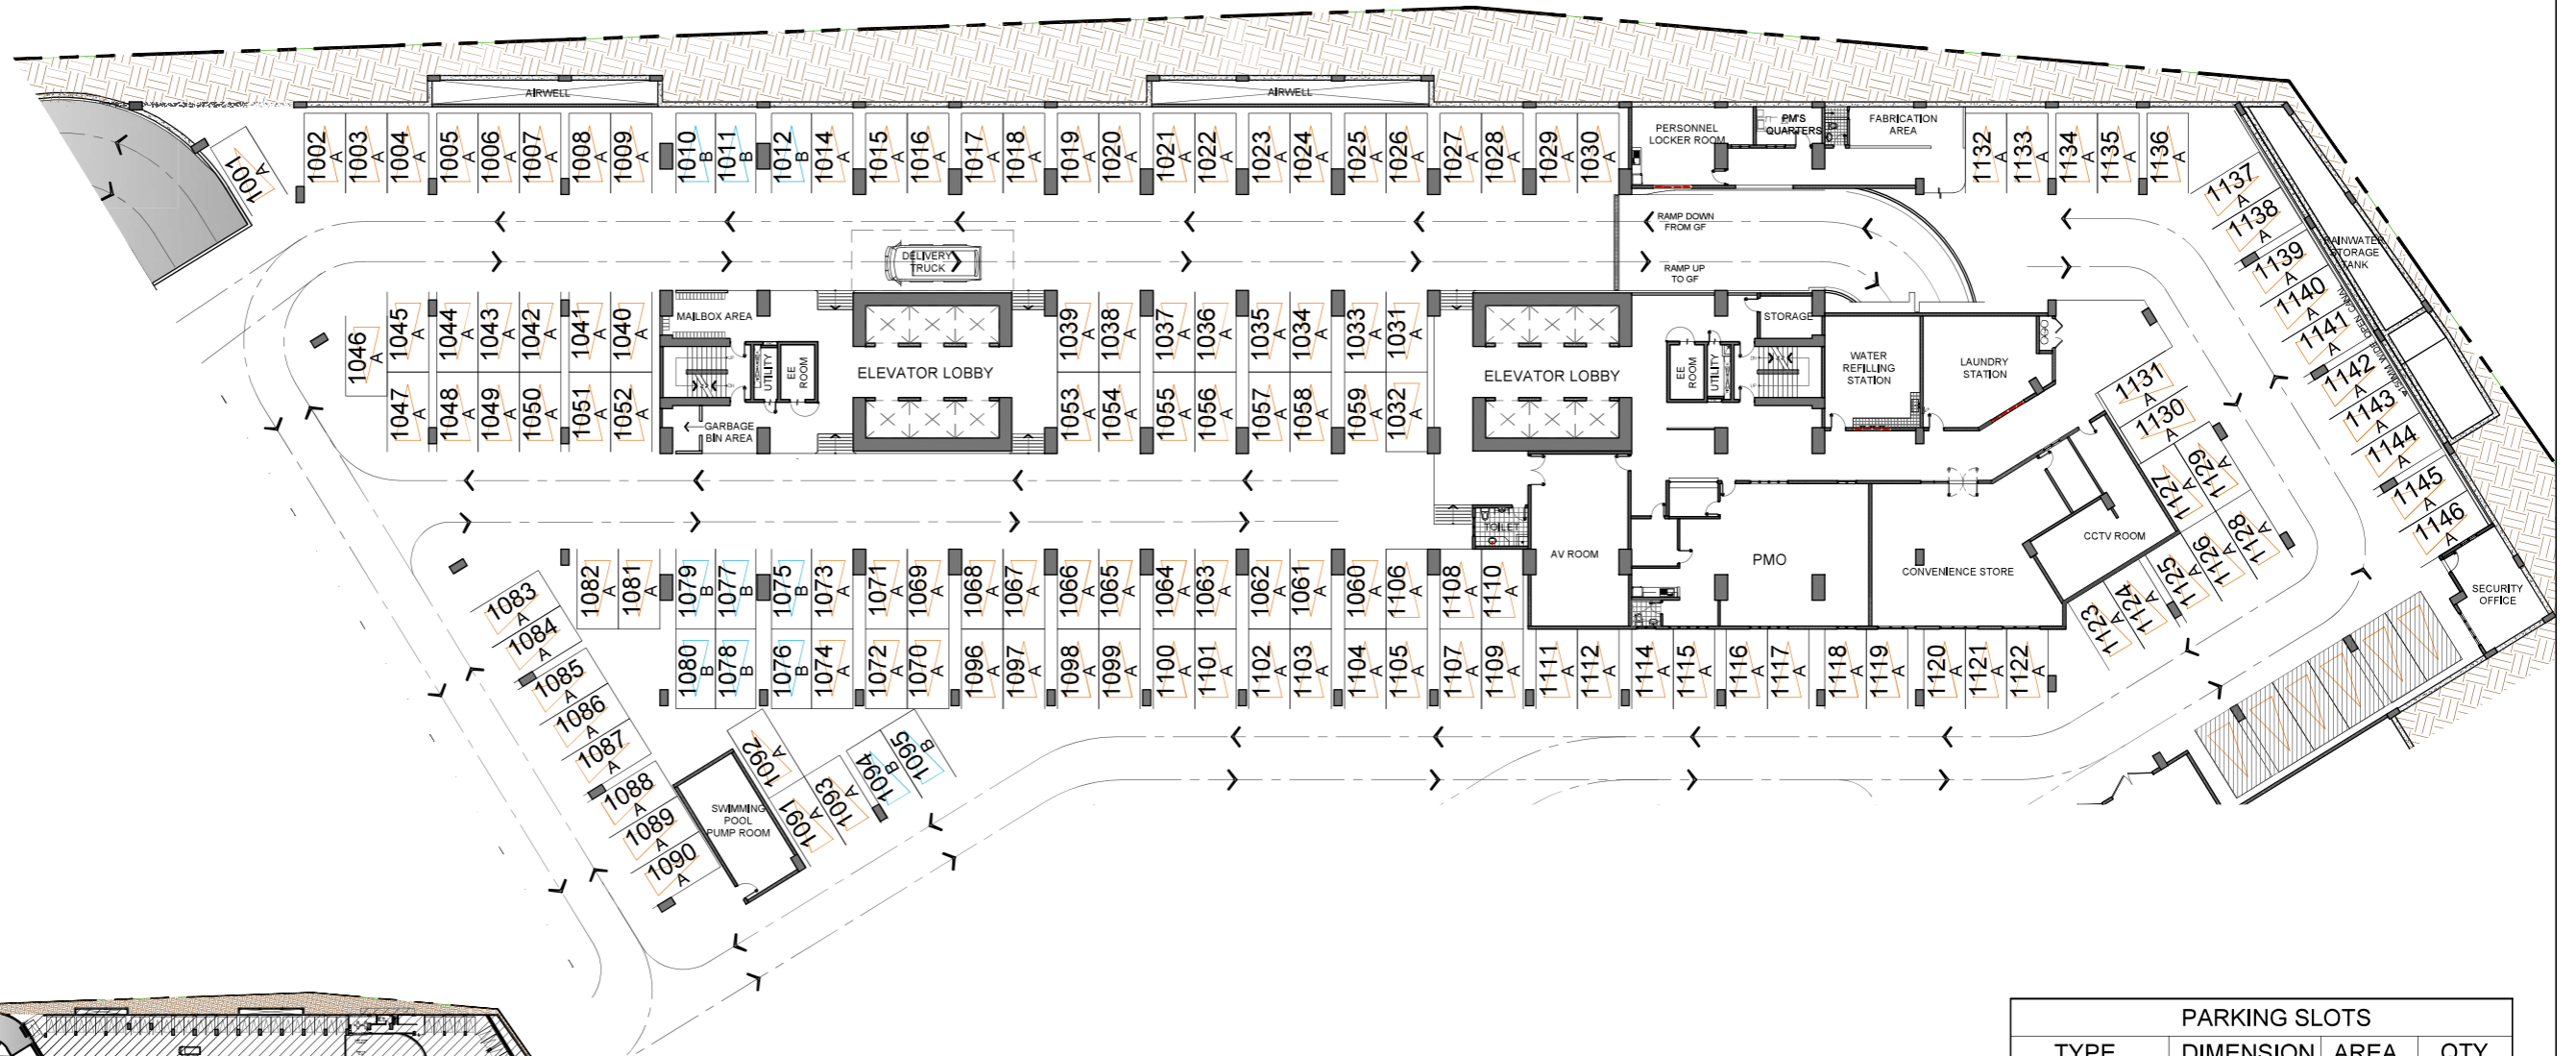 AIRWELL
AIRWELL
1001 A
1002 A
1003 A
1004 A
1005 A
1006 A
1007 A
1008 A
1009 A
1010 B
1011 B
1012 B
1014 A
1015 A
1016 A
1017 A
1018 A
1019 A
1020 A
1021 A
1022 A
1023 A
1024 A
1025 A
1026 A
1027 A
1028 A
1029 A
1030 A
PERSONNEL
LOCKER ROOM
PM'S
QUARTERS
FABRICATION
AREA
1132 A
1133 A
1134 A
1135 A
1136 A
1137 A
1138 A
1139 A
1140 A
1141 A
1142 A
1143 A
1144 A
1145 A
1146 A
RAINWATER
STORAGE
TANK
RAMP DOWN
FROM GF
RAMP UP
TO GF
DELIVERY
TRUCK
1046 A
1045 A
1044 A
1043 A
1042 A
1041 A
1040 A
MAILBOX AREA
UTILITY
EE
ROOM
ELEVATOR LOBBY
1039 A
1038 A
1037 A
1036 A
1035 A
1034 A
1033 A
1031 A
ELEVATOR LOBBY
EE
ROOM
UTILITY
STORAGE
WATER
REFILLING
STATION
LAUNDRY
STATION
1047 A
1048 A
1049 A
1050 A
1051 A
1052 A
GARBAGE
BIN AREA
1053 A
1054 A
1055 A
1056 A
1057 A
1058 A
1059 A
1032 A
1131 A
1130 A
1129 A
1127 A
1128 A
1126 A
1125 A
1124 A
1123 A
TOILET
AV ROOM
PMO
CONVENIENCE STORE
CCTV ROOM
SECURITY
OFFICE
1082 A
1081 A
1079 B
1077 B
1075 B
1073 A
1071 A
1069 A
1068 A
1067 A
1066 A
1065 A
1064 A
1063 A
1062 A
1061 A
1060 A
1106 A
1108 A
1110 A
1083 A
1084 A
1085 A
1086 A
1087 A
1088 A
1089 A
1090 A
1080 B
1078 B
1076 B
1074 A
1072 A
1070 A
1096 A
1097 A
1098 A
1099 A
1100 A
1101 A
1102 A
1103 A
1104 A
1105 A
1107 A
1109 A
1111 A
1112 A
1114 A
1115 A
1116 A
1117 A
1118 A
1119 A
1120 A
1121 A
1122 A
SWIMMING
POOL
PUMP ROOM
1092 A
1091 A
1093 A
1094 B
1095 B
PARKING SLOTS
TYPE DIMENSION AREA QTY